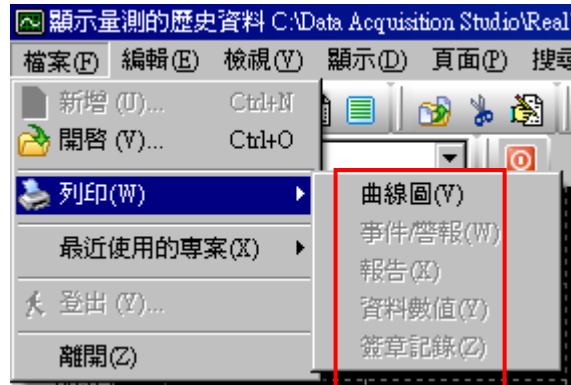 顯示量測的歷史資料 C:\Data Acquisition Studio\Real
檔案(F) 編輯(E) 檢視(V) 顯示(D) 頁面(P) 搜尋
新增 (U)... Ctrl+N
開啓 (V)... Ctrl+O
列印(W)
曲線圖(V)
事件/警報(W)
報告(X)
資料數值(Y)
簽章記錄(Z)
最近使用的專案(X)
登出 (Y)...
離開(Z)